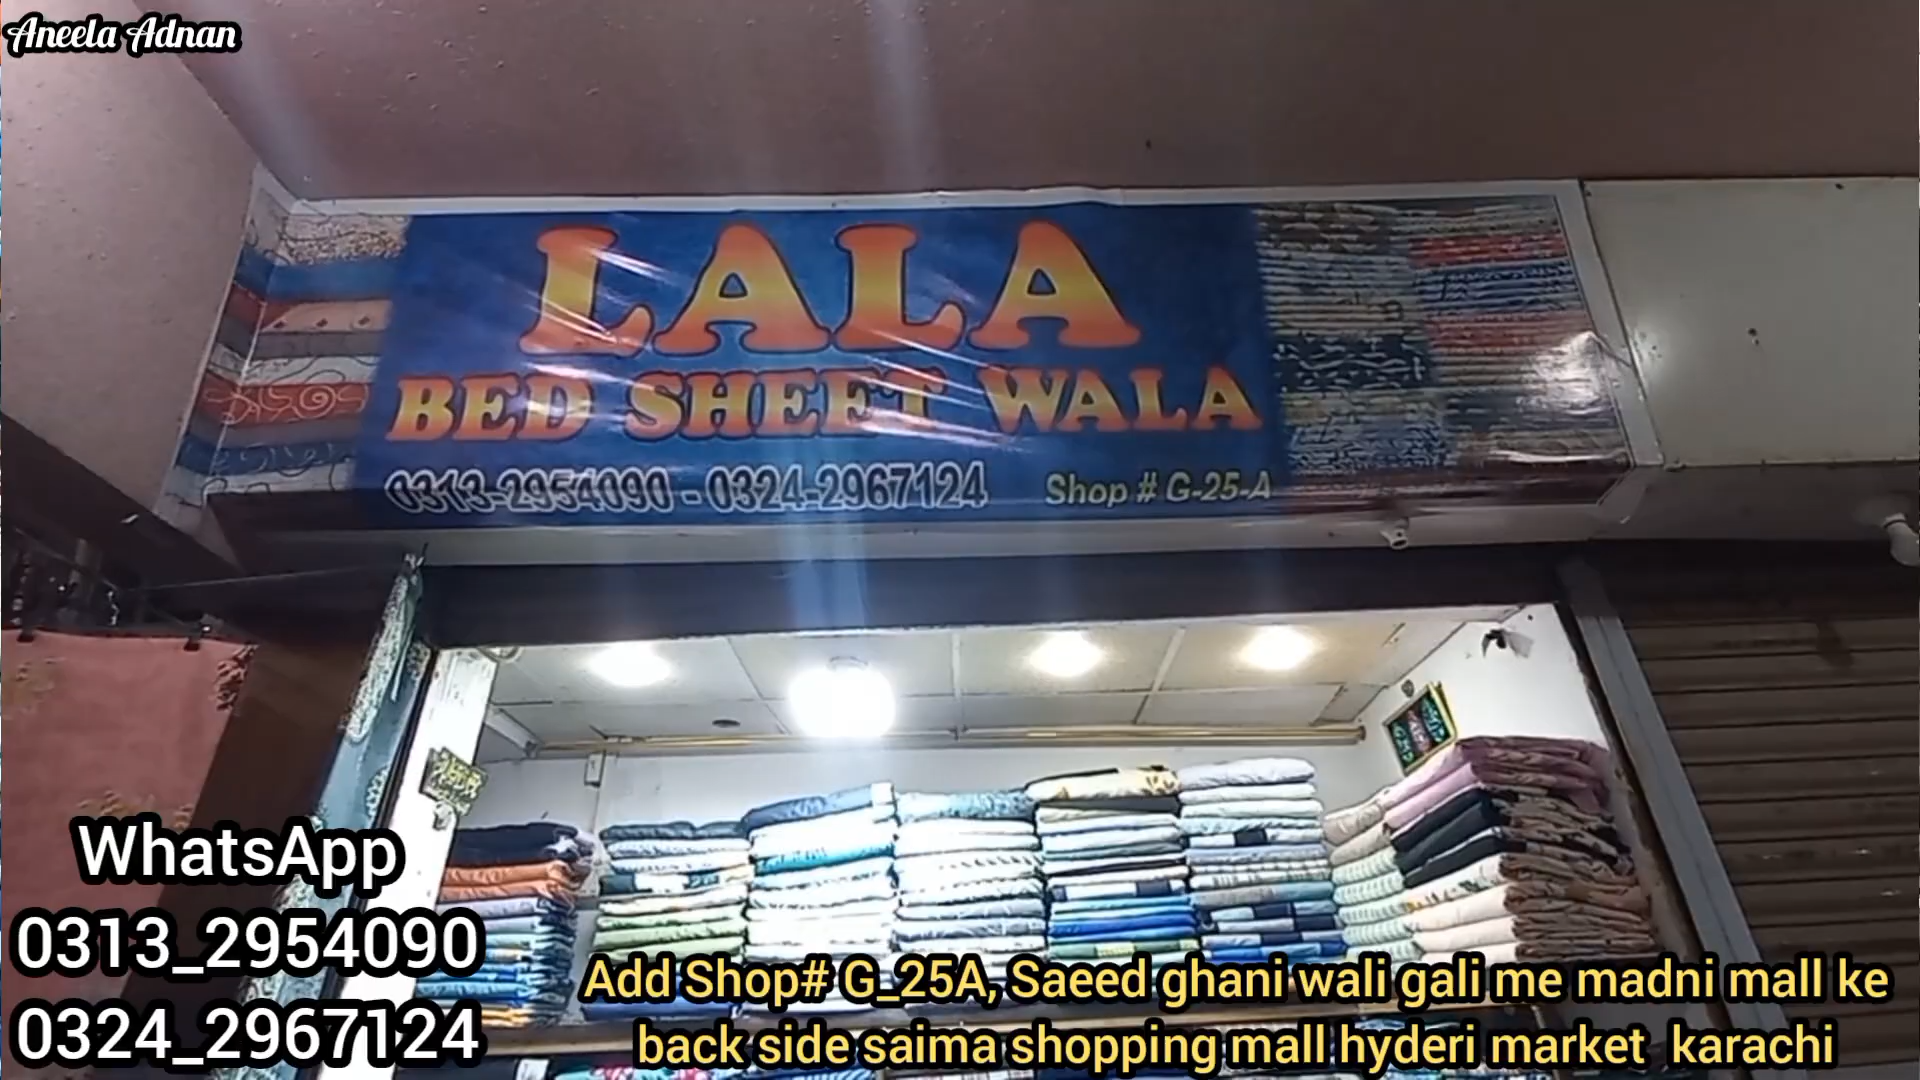 Aneela Adnan
LALA
BED SHEET WALA
0313-2954090 - 0324-2967124 Shop # G-25-A
WhatsApp
0313_2954090
0324_2967124
Add Shop# G_25A, Saeed ghani wali gali me madni mall ke
back side saima shopping mall hyderi market karachi